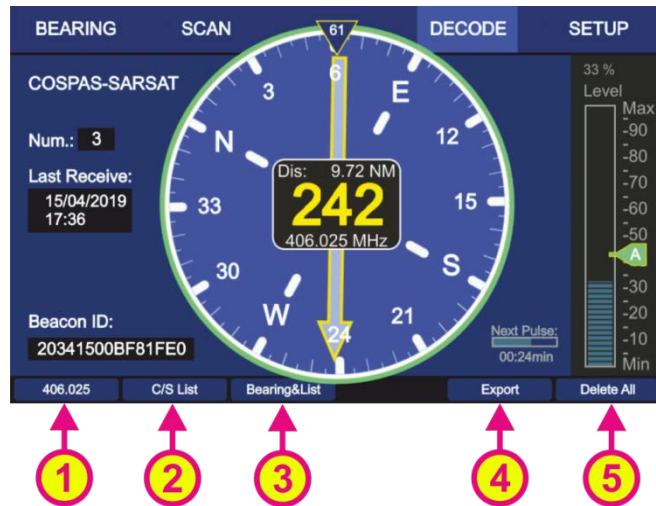 BEARING
SCAN
DECODE
SETUP
COSPAS-SARSAT
Num.: 3
Last Receive:
15/04/2019
17:36
Beacon ID:
20341500BF81FE0
61
6
3
E
N
12
33
15
30
S
W
21
24
Dis: 9.72 NM
242
406.025 MHz
Next Pulse:
00:24min
33 %
Level
Max
-90
-80
-70
-60
-50
A
-30
-20
-10
Min
406.025
C/S List
Bearing&List
Export
Delete All
1
2
3
4
5